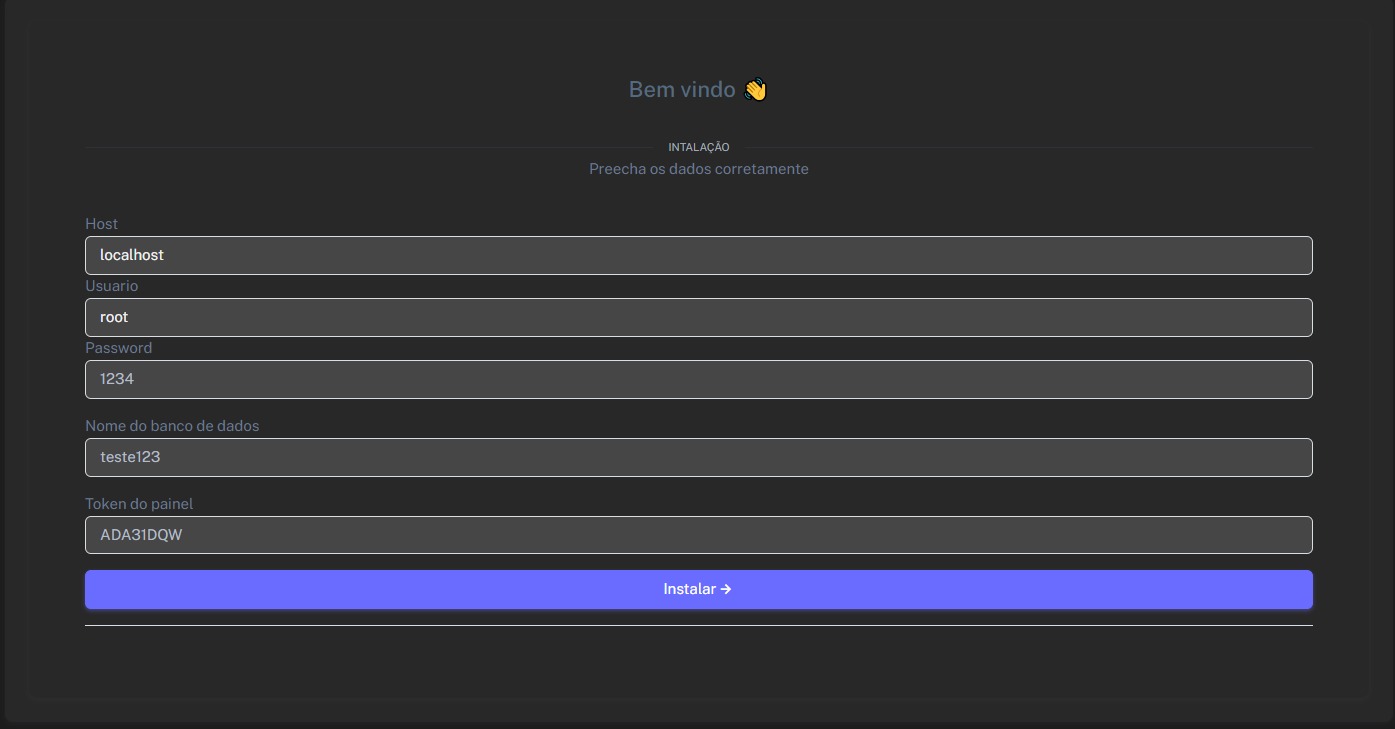 Bem vindo 👋
INTALAÇÃO
Preecha os dados corretamente
Host
localhost
Usuario
root
Password
1234
Nome do banco de dados
teste123
Token do painel
ADA31DQW
Instalar →